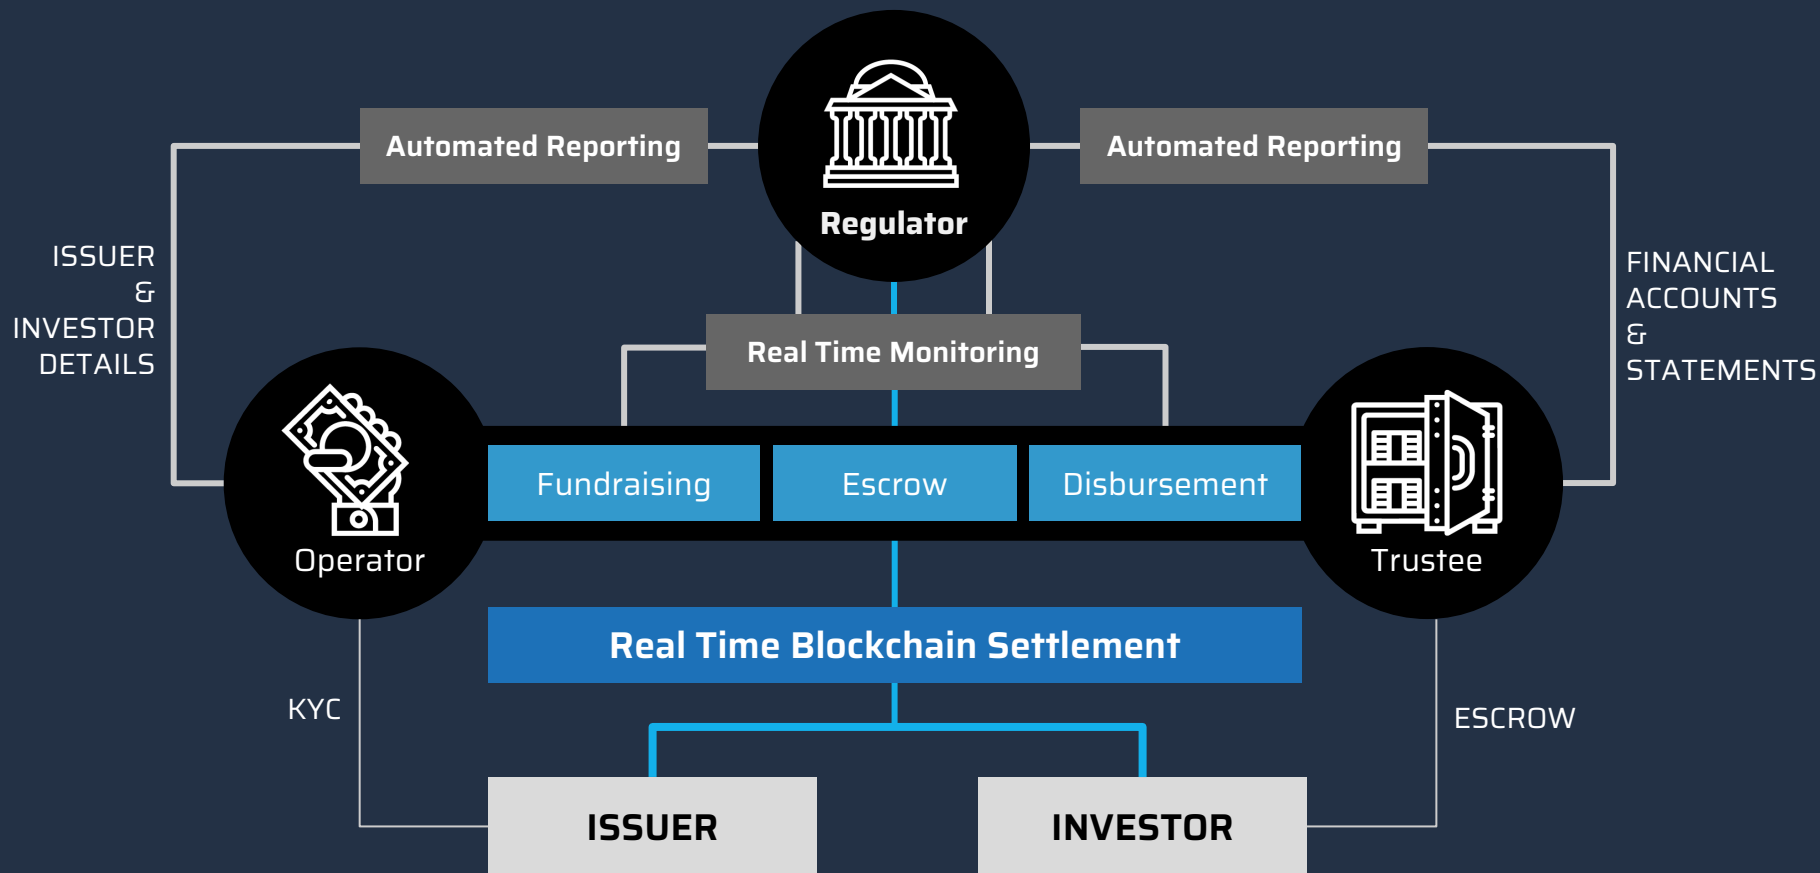 Automated Reporting
Regulator
Automated Reporting
ISSUER
&
INVESTOR
DETAILS
FINANCIAL
ACCOUNTS
&
STATEMENTS
Real Time Monitoring
Operator
Fundraising
Escrow
Disbursement
Trustee
Real Time Blockchain Settlement
KYC
ESCROW
ISSUER
INVESTOR